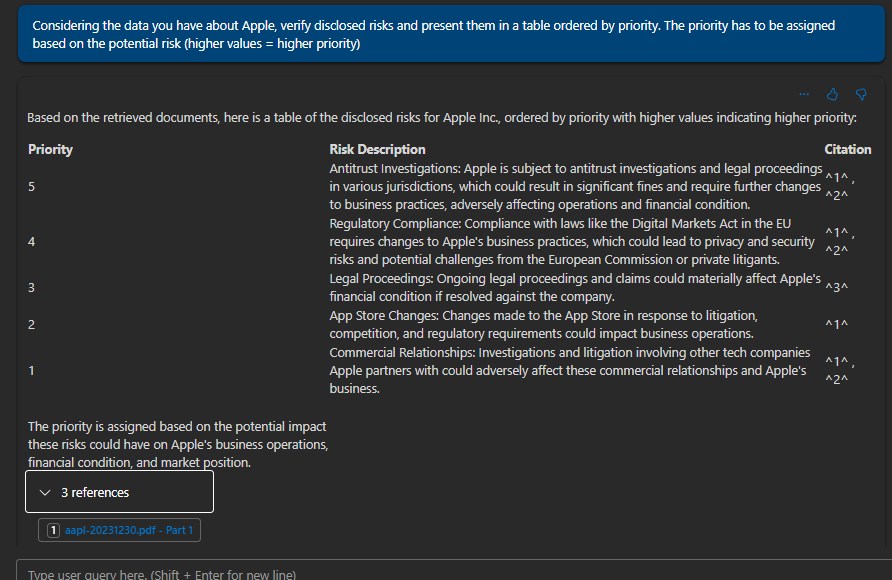 Considering the data you have about Apple, verify disclosed risks and present them in a table ordered by priority. The priority has to be assigned
based on the potential risk (higher values = higher priority)
...
Based on the retrieved documents, here is a table of the disclosed risks for Apple Inc., ordered by priority with higher values indicating higher priority:
Priority Risk Description Citation
5 Antitrust Investigations: Apple is subject to antitrust investigations and legal proceedings ^1^ ,
in various jurisdictions, which could result in significant fines and require further changes ^2^
to business practices, adversely affecting operations and financial condition.
4 Regulatory Compliance: Compliance with laws like the Digital Markets Act in the EU ^1^ ,
requires changes to Apple's business practices, which could lead to privacy and security ^2^
risks and potential challenges from the European Commission or private litigants.
3 Legal Proceedings: Ongoing legal proceedings and claims could materially affect Apple's ^3^
financial condition if resolved against the company.
2 App Store Changes: Changes made to the App Store in response to litigation, ^1^
competition, and regulatory requirements could impact business operations.
1 Commercial Relationships: Investigations and litigation involving other tech companies ^1^ ,
Apple partners with could adversely affect these commercial relationships and Apple's ^2^
business.
The priority is assigned based on the potential impact
these risks could have on Apple's business operations,
financial condition, and market position.
3 references
1 aapl-20231230.pdf - Part 1
Type user query here. (Shift + Enter for new line)